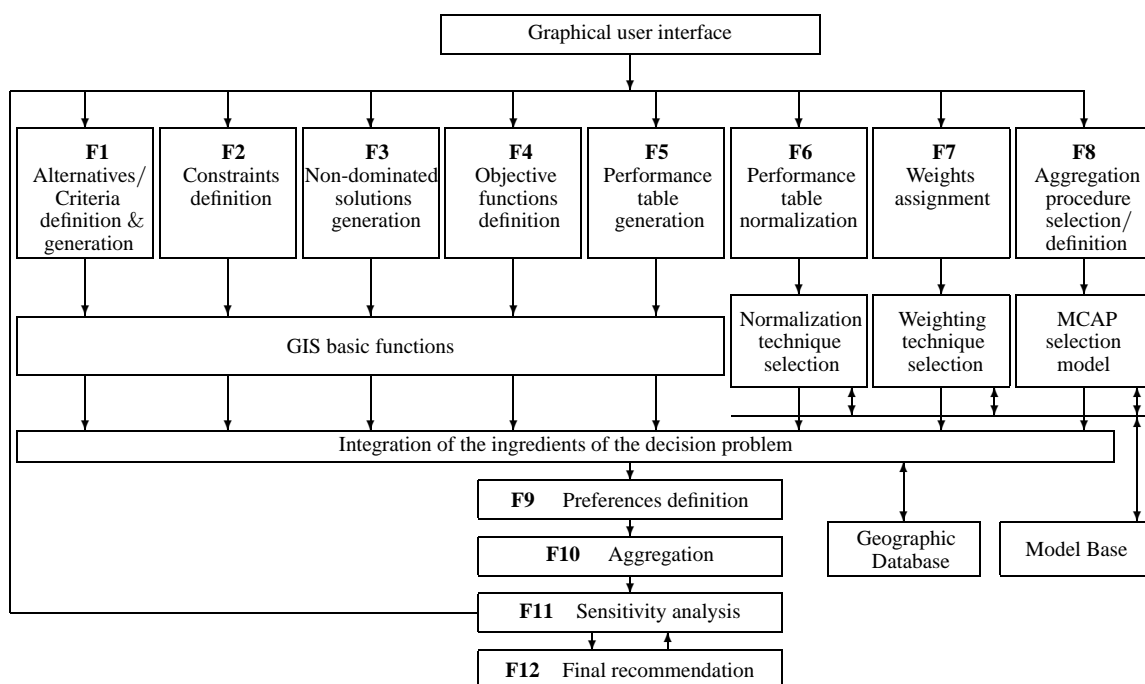 Graphical user interface
F1
Alternatives/
Criteria
definition &
generation
F2
Constraints
definition
F3
Non-dominated
solutions
generation
F4
Objective
functions
definition
F5
Performance
table
generation
F6
Performance
table
normalization
F7
Weights
assignment
F8
Aggregation
procedure
selection/
definition
GIS basic functions
Normalization
technique
selection
Weighting
technique
selection
MCAP
selection
model
Integration of the ingredients of the decision problem
F9 Preferences definition
F10 Aggregation
F11 Sensitivity analysis
F12 Final recommendation
Geographic
Database
Model Base